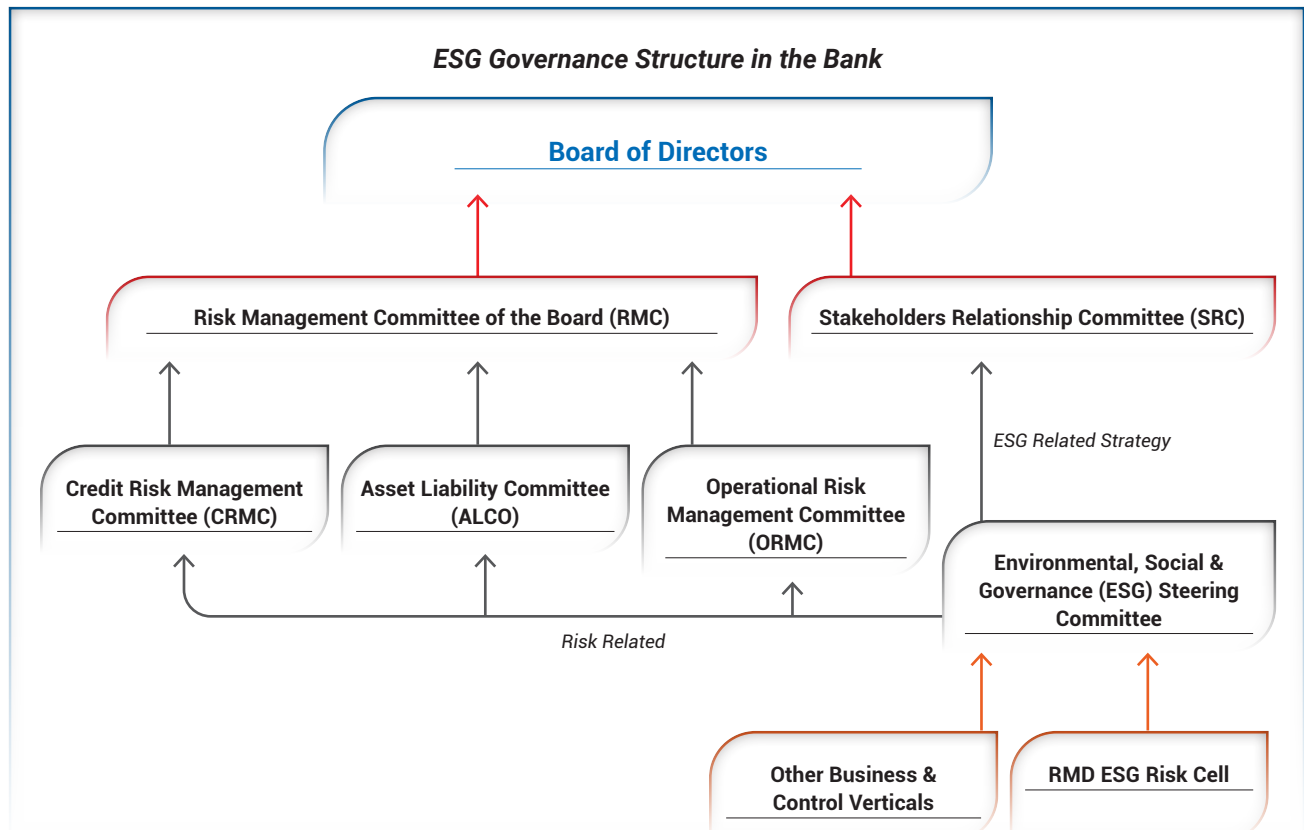 ESG Governance Structure in the Bank
Board of Directors
Risk Management Committee of the Board (RMC)
Stakeholders Relationship Committee (SRC)
ESG Related Strategy
Credit Risk Management
Committee (CRMC)
Asset Liability Committee
(ALCO)
Operational Risk
Management Committee
(ORMC)
Environmental, Social &
Governance (ESG) Steering
Committee
Risk Related
Other Business &
Control Verticals
RMD ESG Risk Cell